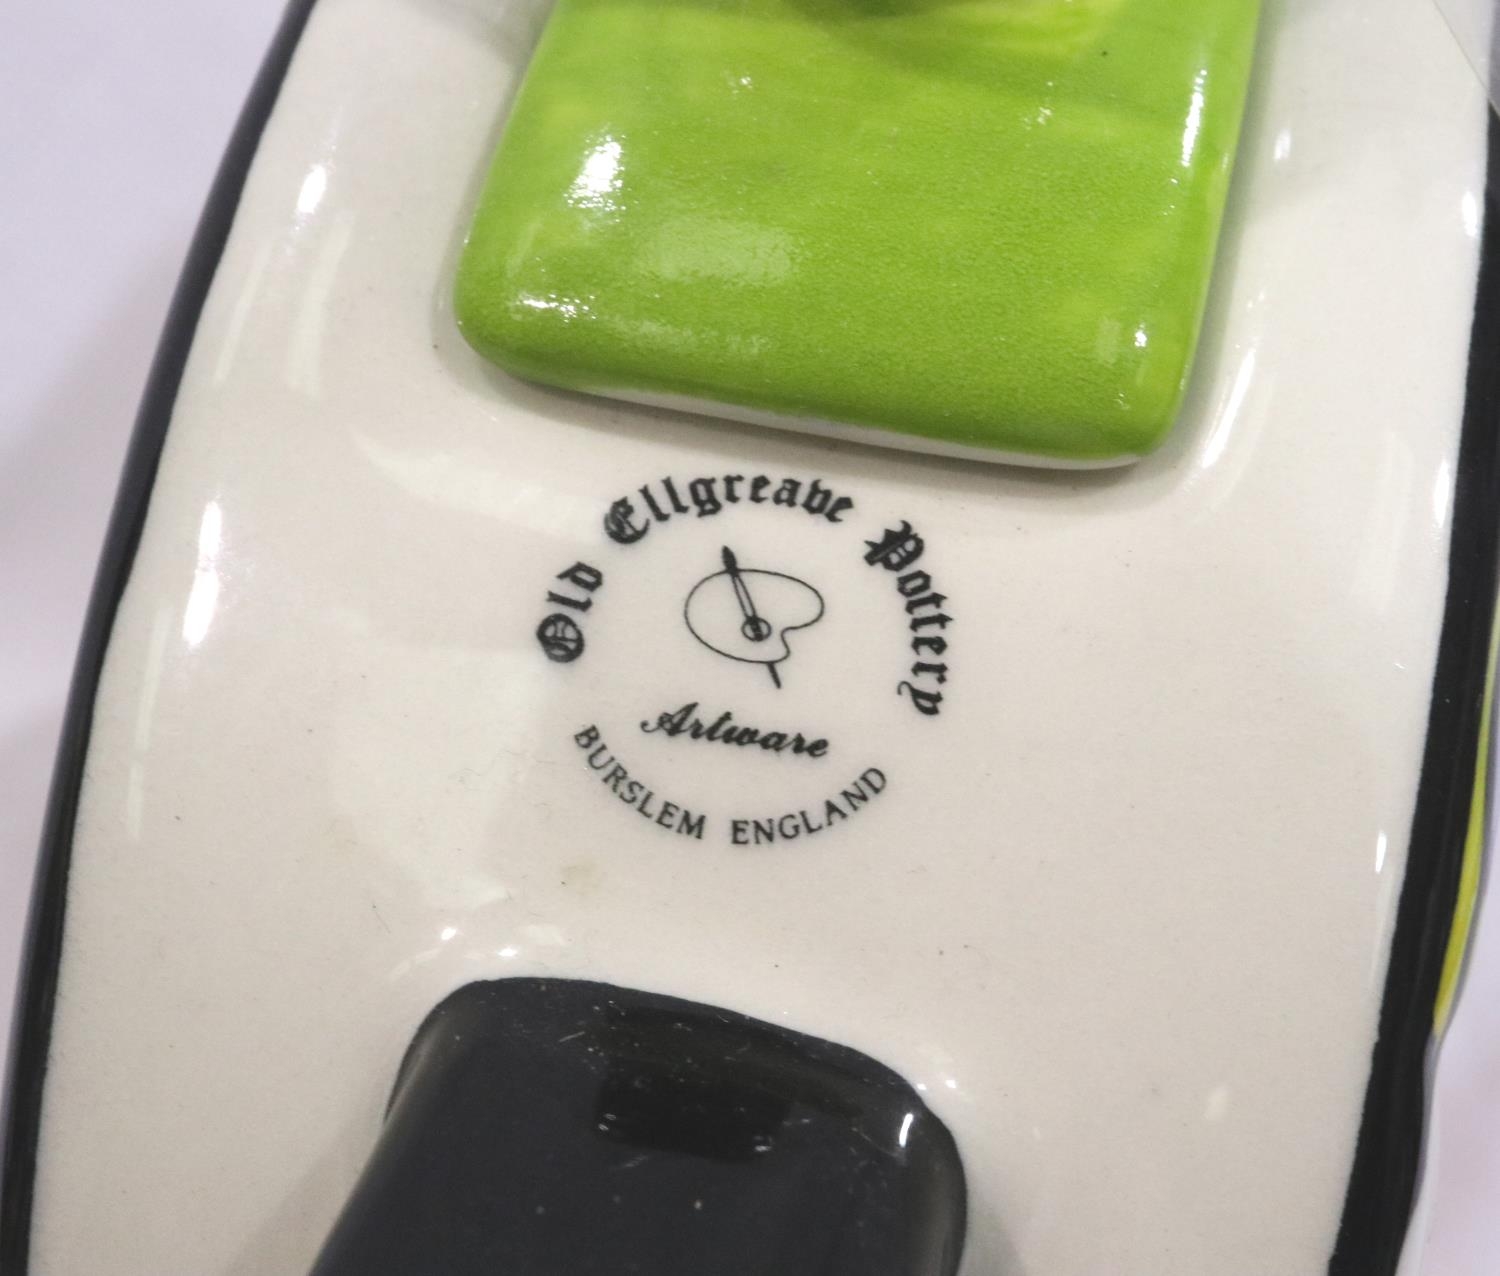 Old Ellgreave Pottery
Artware
BURSLEM ENGLAND